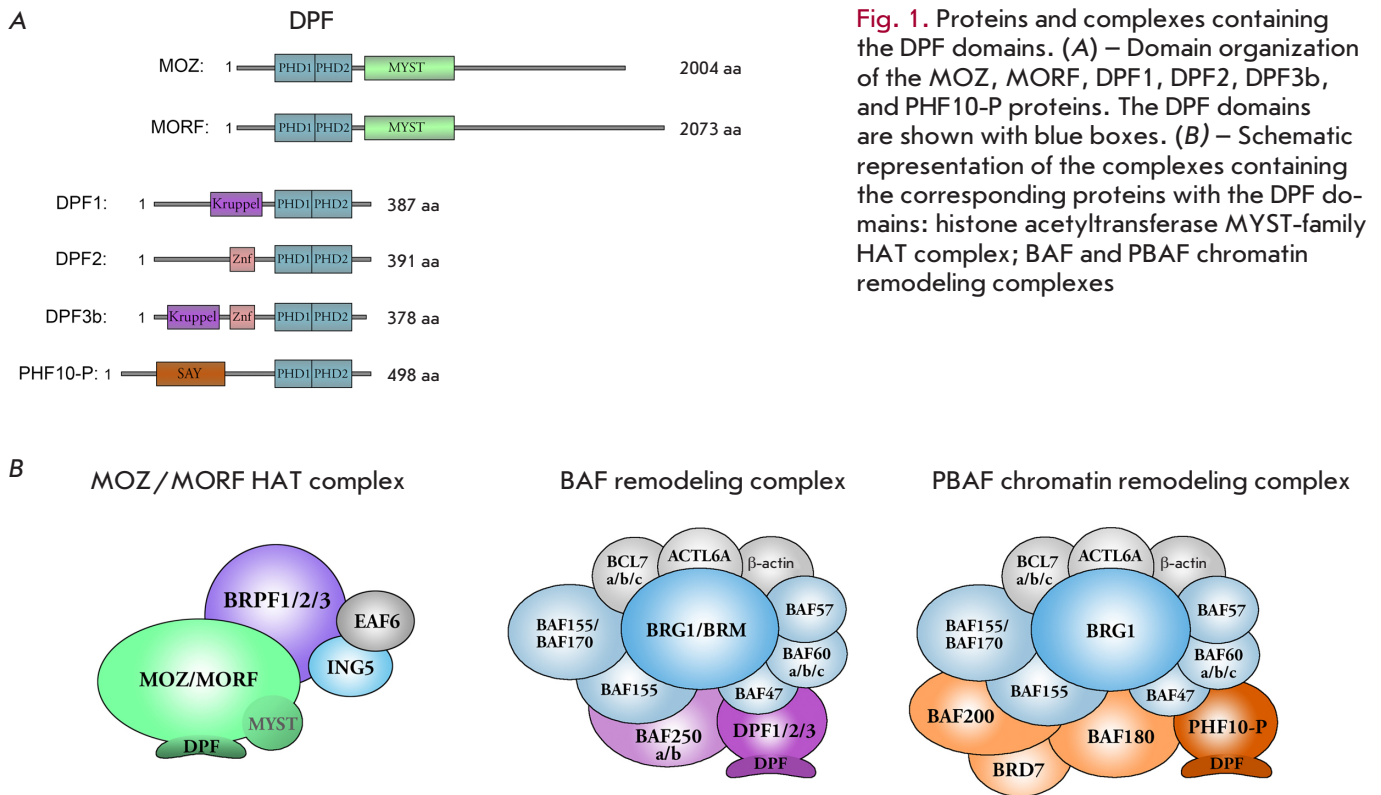 A
DPF
MOZ: 1 PHD1 PHD2 MYST 2004 aa
MORF: 1 PHD1 PHD2 MYST 2073 aa
DPF1: 1 Kruppel PHD1 PHD2 387 aa
DPF2: 1 Znf PHD1 PHD2 391 aa
DPF3b: 1 Kruppel Znf PHD1 PHD2 378 aa
PHF10-P: 1 SAY PHD1 PHD2 498 aa
Fig. 1. Proteins and complexes containing
the DPF domains. (A) – Domain organization
of the MOZ, MORF, DPF1, DPF2, DPF3b,
and PHF10-P proteins. The DPF domains
are shown with blue boxes. (B) – Schematic
representation of the complexes containing
the corresponding proteins with the DPF do-
mains: histone acetyltransferase MYST-family
HAT complex; BAF and PBAF chromatin
remodeling complexes
B
MOZ/MORF HAT complex
BRPF1/2/3
EAF6
ING5
MOZ/MORF
MYST
DPF
BAF remodeling complex
BCL7
a/b/c
ACTL6A
β-actin
BAF57
BAF155/
BAF170
BRG1/BRM
BAF60
a/b/c
BAF155
BAF47
BAF250
a/b
DPF1/2/3
DPF
PBAF chromatin remodeling complex
BCL7
a/b/c
ACTL6A
β-actin
BAF57
BAF155/
BAF170
BRG1
BAF60
a/b/c
BAF155
BAF47
BAF200
BAF180
PHF10-P
BRD7
DPF